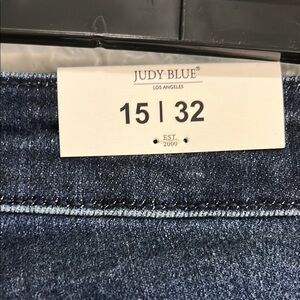 JUDY BLUE®
LOS ANGELES
15 | 32
EST.
2000